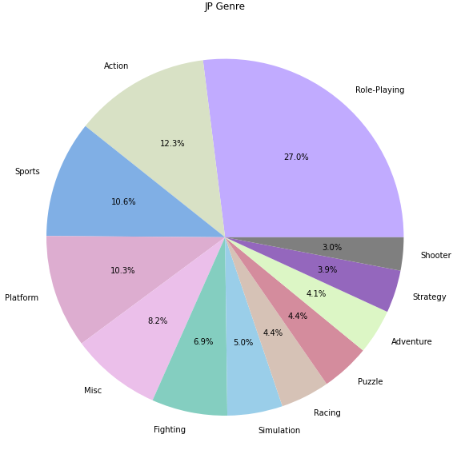 JP Genre
Role-Playing
27.0%
Action
12.3%
Sports
10.6%
Platform
10.3%
Misc
8.2%
Fighting
6.9%
Simulation
5.0%
Racing
4.4%
Puzzle
4.4%
Adventure
4.1%
Strategy
3.9%
Shooter
3.0%